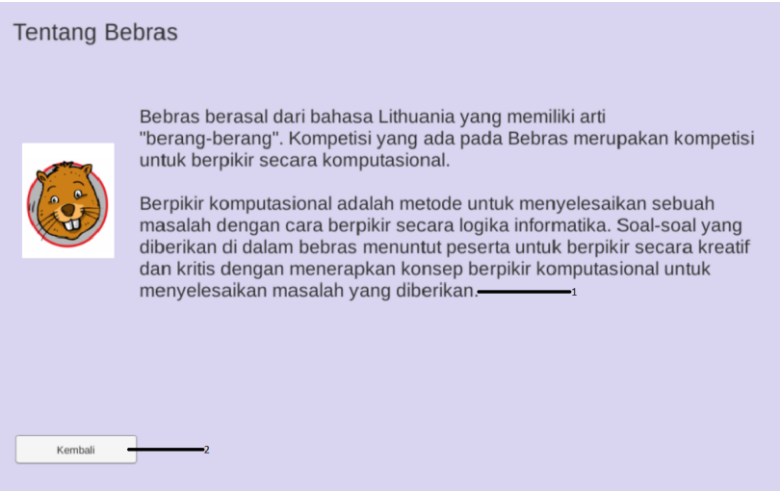 Tentang Bebras
Bebras berasal dari bahasa Lithuania yang memiliki arti
"berang-berang". Kompetisi yang ada pada Bebras merupakan kompetisi
untuk berpikir secara komputasional.
Berpikir komputasional adalah metode untuk menyelesaikan sebuah
masalah dengan cara berpikir secara logika informatika. Soal-soal yang
diberikan di dalam bebras menuntut peserta untuk berpikir secara kreatif
dan kritis dengan menerapkan konsep berpikir komputasional untuk
menyelesaikan masalah yang diberikan. 1
Kembali 2